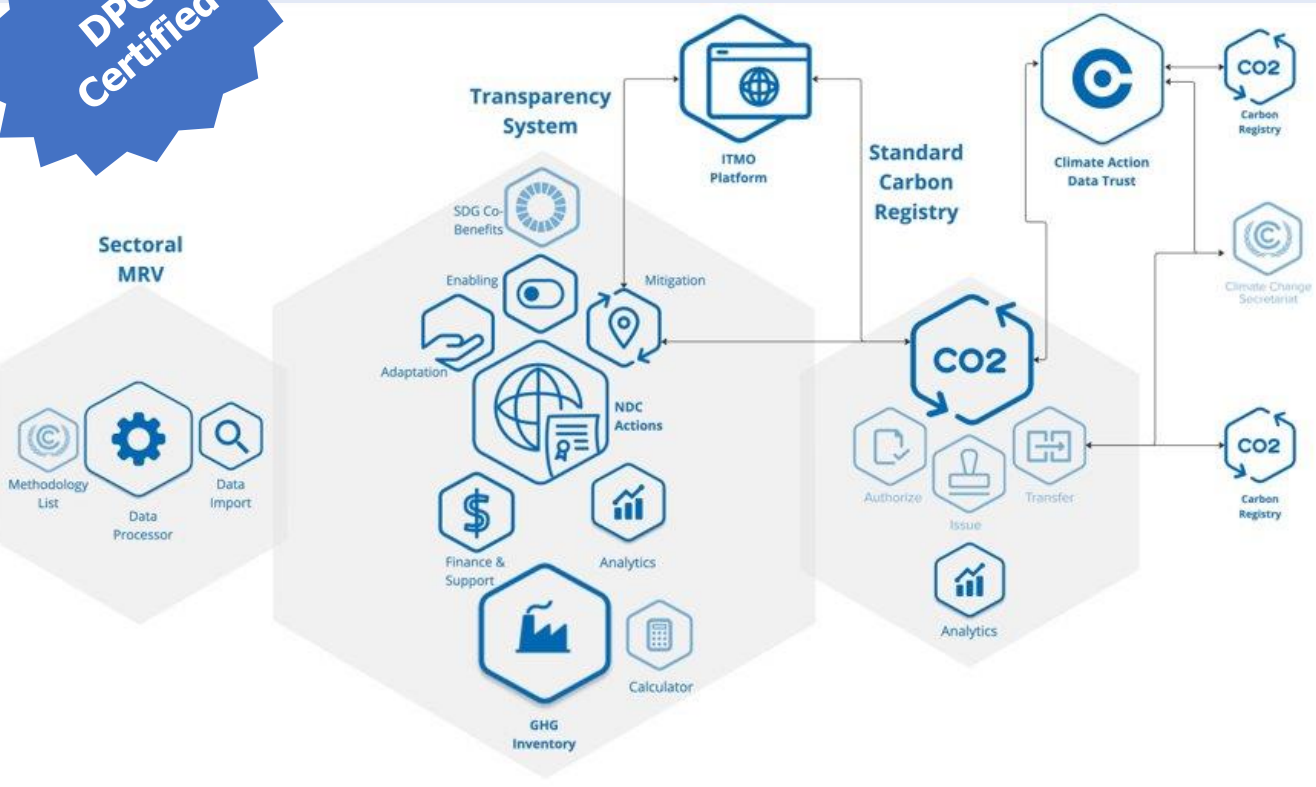 DPG
Certified
Transparency
System
ITMO
Platform
Standard
Carbon
Registry
Climate Action
Data Trust
CO2
Carbon
Registry
Climate Change
Secretariat
Sectoral
MRV
Methodology
List
Data
Processor
Data
Import
SDG Co-
Benefits
Enabling
Mitigation
Adaptation
NDC
Actions
$
Finance &
Support
Analytics
GHG
Inventory
Calculator
CO2
Authorize
Issue
Transfer
Analytics
CO2
Carbon
Registry